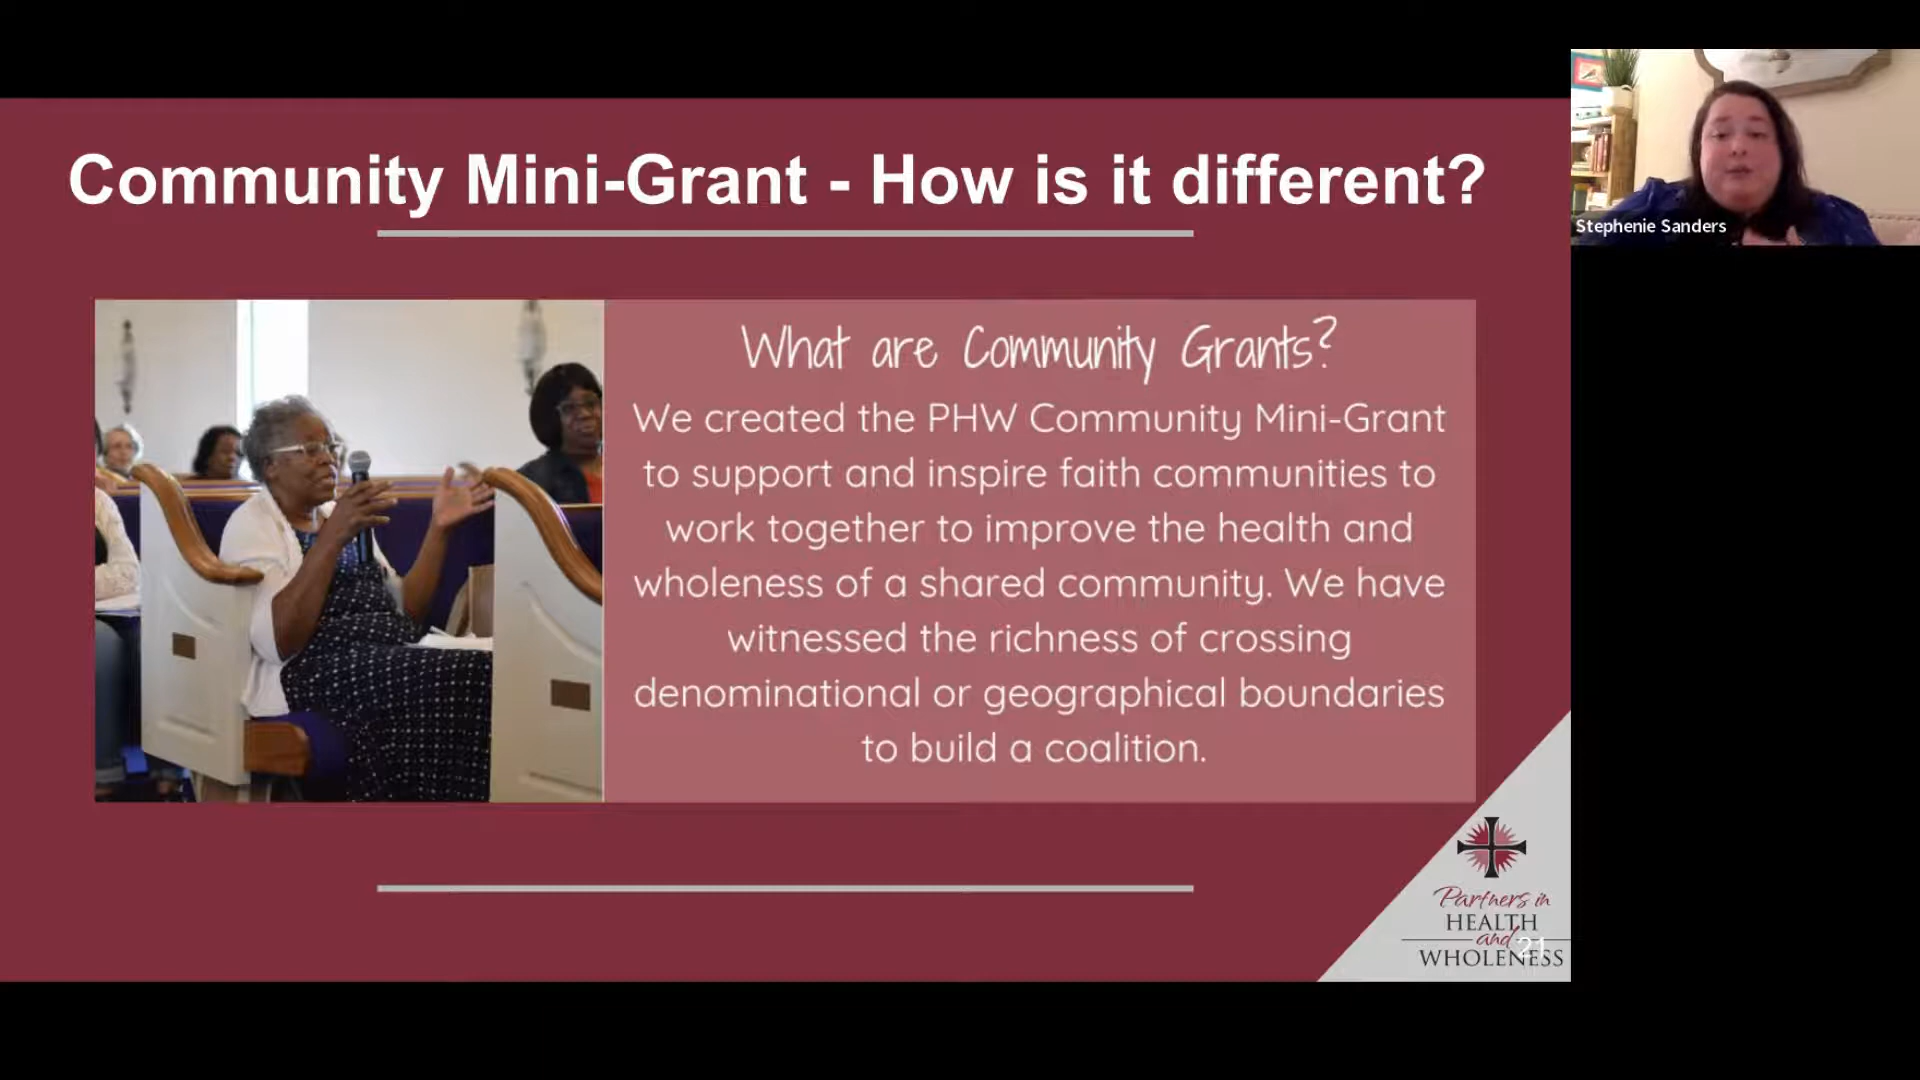 Community Mini-Grant - How is it different?
Stephenie Sanders
What are Community Grants?
We created the PHW Community Mini-Grant
to support and inspire faith communities to
work together to improve the health and
wholeness of a shared community. We have
witnessed the richness of crossing
denominational or geographical boundaries
to build a coalition.
Partners in
HEALTH
and
WHOLENESS
21